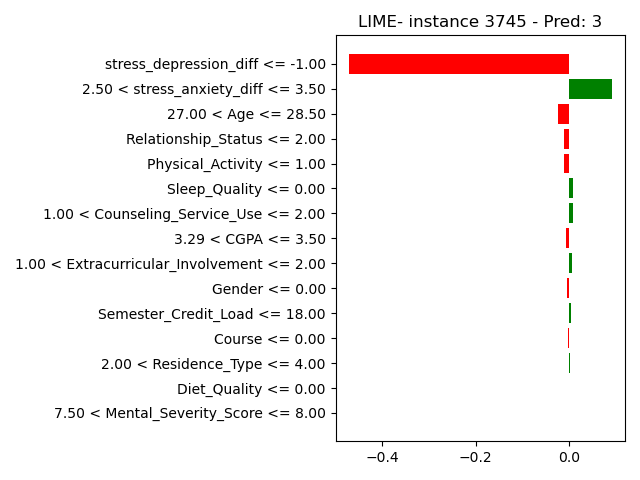 LIME- instance 3745 - Pred: 3
stress_depression_diff <= -1.00
2.50 < stress_anxiety_diff <= 3.50
27.00 < Age <= 28.50
Relationship_Status <= 2.00
Physical_Activity <= 1.00
Sleep_Quality <= 0.00
1.00 < Counseling_Service_Use <= 2.00
3.29 < CGPA <= 3.50
1.00 < Extracurricular_Involvement <= 2.00
Gender <= 0.00
Semester_Credit_Load <= 18.00
Course <= 0.00
2.00 < Residence_Type <= 4.00
Diet_Quality <= 0.00
7.50 < Mental_Severity_Score <= 8.00
−0.4 −0.2 0.0